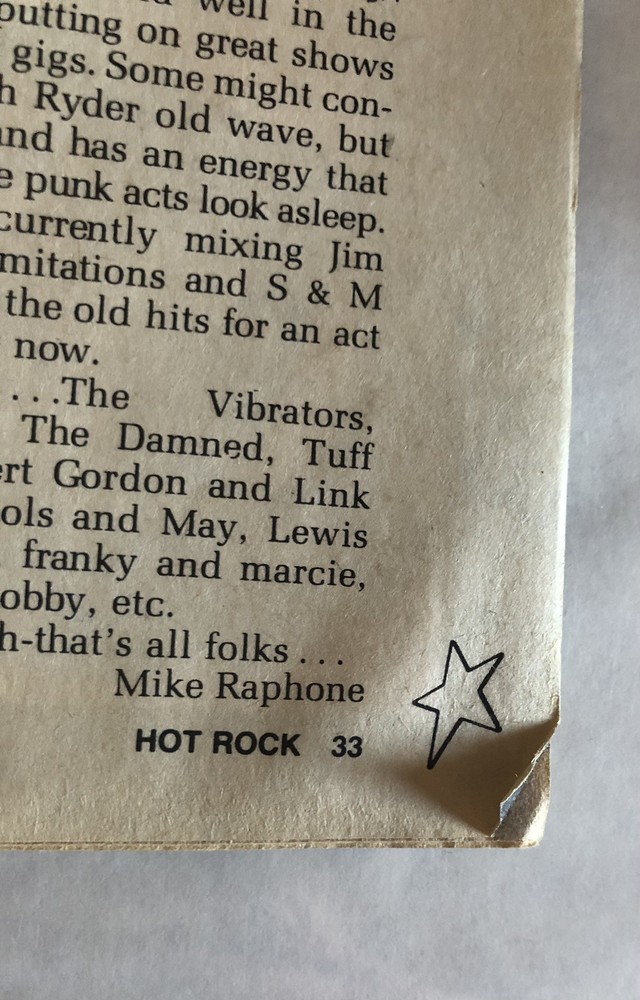 well in the
putting on great shows
gigs. Some might con-
h Ryder old wave, but
and has an energy that
e punk acts look asleep.
currently mixing Jim
mitations and S & M
the old hits for an act
now.
...The Vibrators,
The Damned, Tuff
ert Gordon and Link
ols and May, Lewis
franky and marcie,
obby, etc.
h-that's all folks...
Mike Raphone
HOT ROCK 33